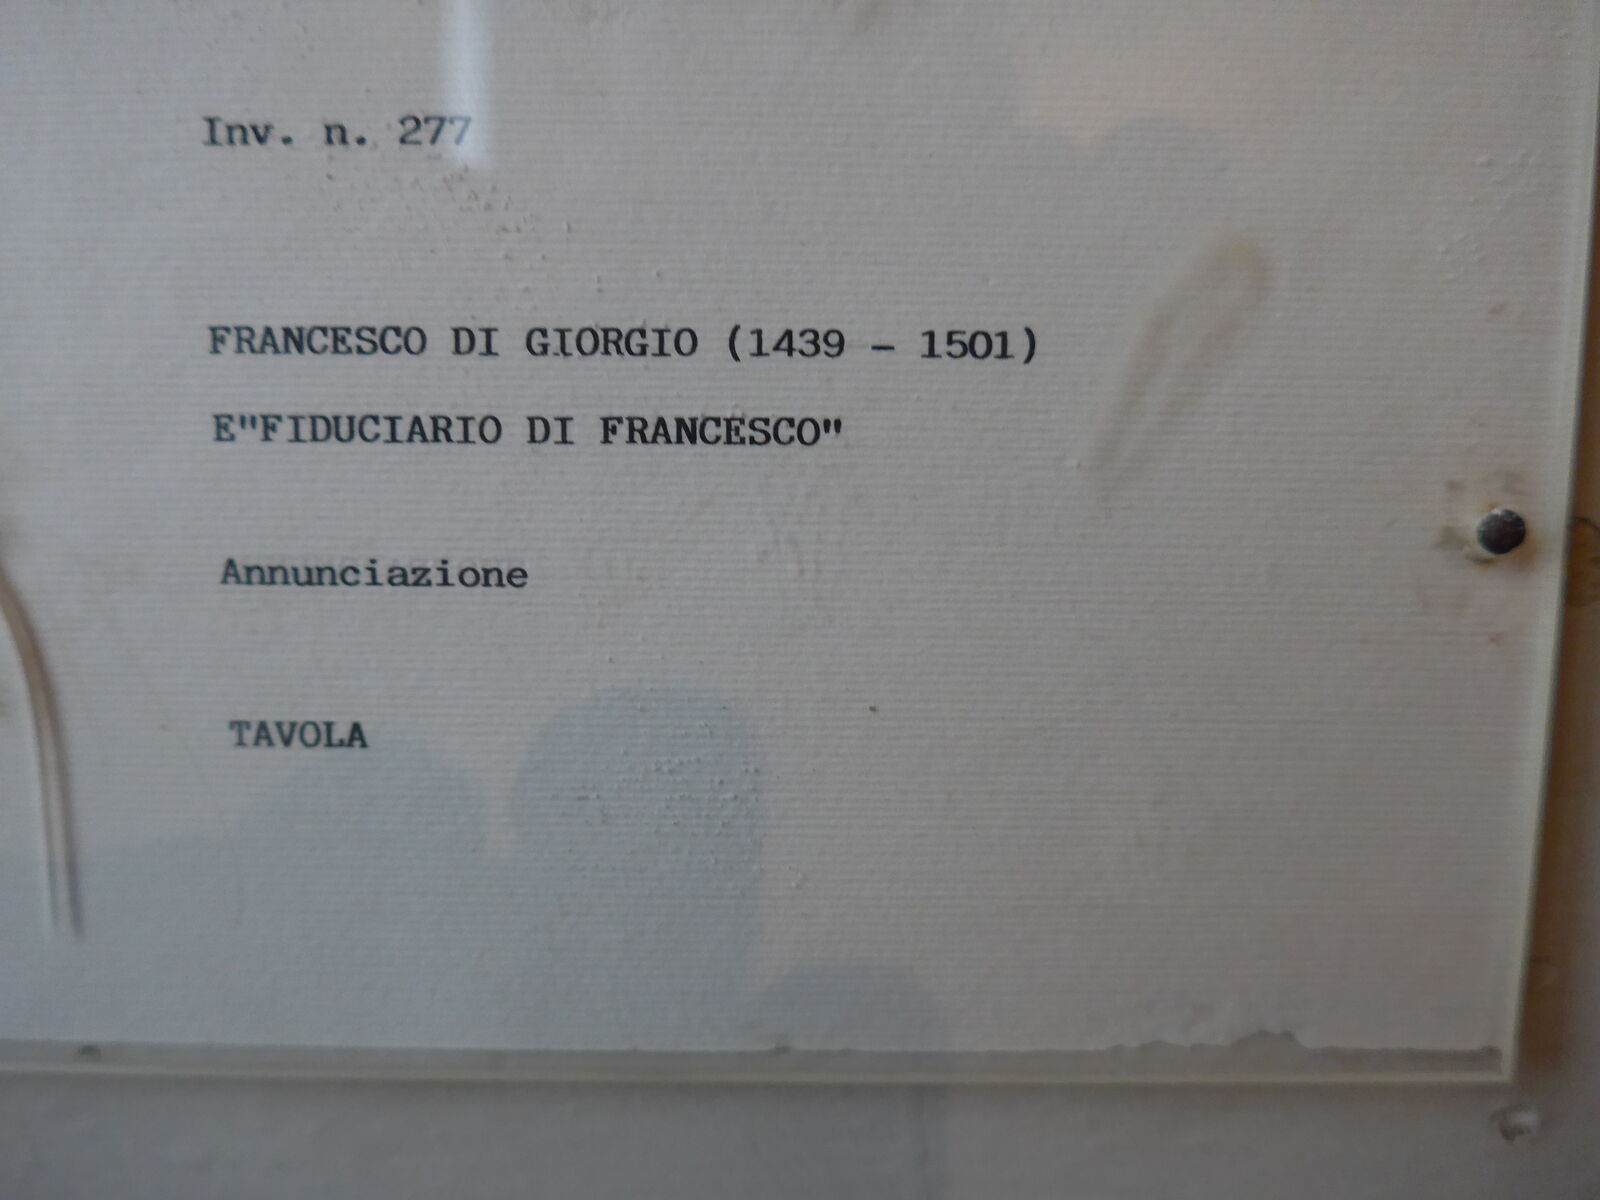 Inv. n. 277
FRANCESCO DI GIORGIO (1439 - 1501)
E"FIDUCIARIO DI FRANCESCO"
Annunciazione
TAVOLA